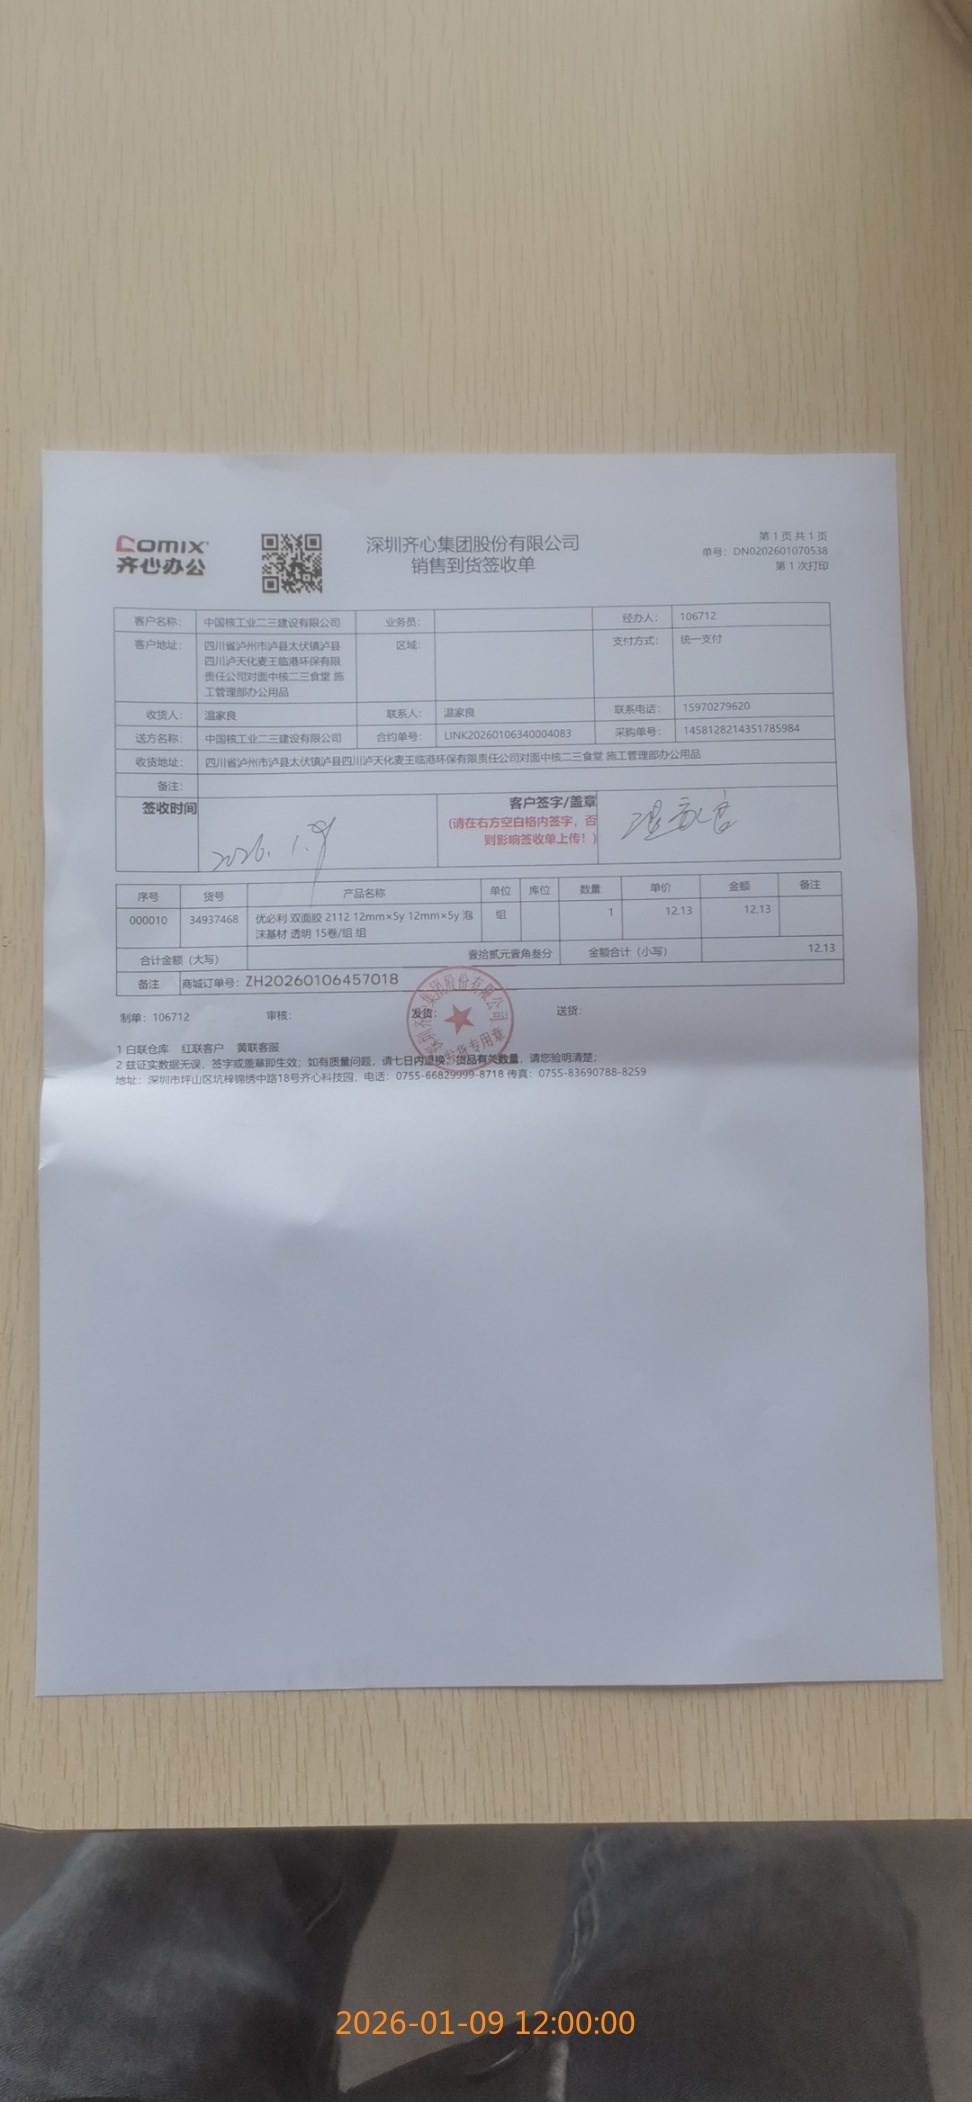 comix
齐心办公
深圳齐心集团股份有限公司
销售到货签收单
第 1 页 共 1 页
单号：DN0202601070538
第 1 次打印
客户名称： 中国核工业二三建设有限公司 业务员： 经办人： 106712
客户地址： 四川省泸州市泸县太伏镇泸县 区域： 支付方式： 统一支付
四川泸天化麦王临港环保有限
责任公司对面中核二三食堂 施
工管理部办公用品
收货人： 温家良 联系人： 温家良 联系电话： 15970279620
送方名称： 中国核工业二三建设有限公司 合约单号： LINK20260106340004083 采购单号： 1458128214351785984
收货地址： 四川省泸州市泸县太伏镇泸县四川泸天化麦王临港环保有限责任公司对面中核二三食堂 施工管理部办公用品
备注：
签收时间 2026.1.9 客户签字/盖章 温家良
(请在右方空白格内签字，否
则影响签收单上传！)
序号 货号 产品名称 单位 库位 数量 单价 金额 备注
000010 34937468 优必利 双面胶 2112 12mm×5y 12mm×5y 泡 组 1 12.13 12.13
沫基材 透明 15卷/组 组
合计金额（大写） 壹拾贰元壹角叁分 金额合计（小写） 12.13
备注 商城订单号：ZH20260106457018
制单：106712 审核： 发货： 送货：
1 白联仓库 红联客户 黄联客服
2 兹证实数据无误，签字或盖章即生效；如有质量问题，请七日内退换，货品有关数量，请您验明清楚；
地址：深圳市坪山区坑梓锦绣中路18号齐心科技园，电话：0755-66829999-8718 传真：0755-83690788-8259
2026-01-09 12:00:00